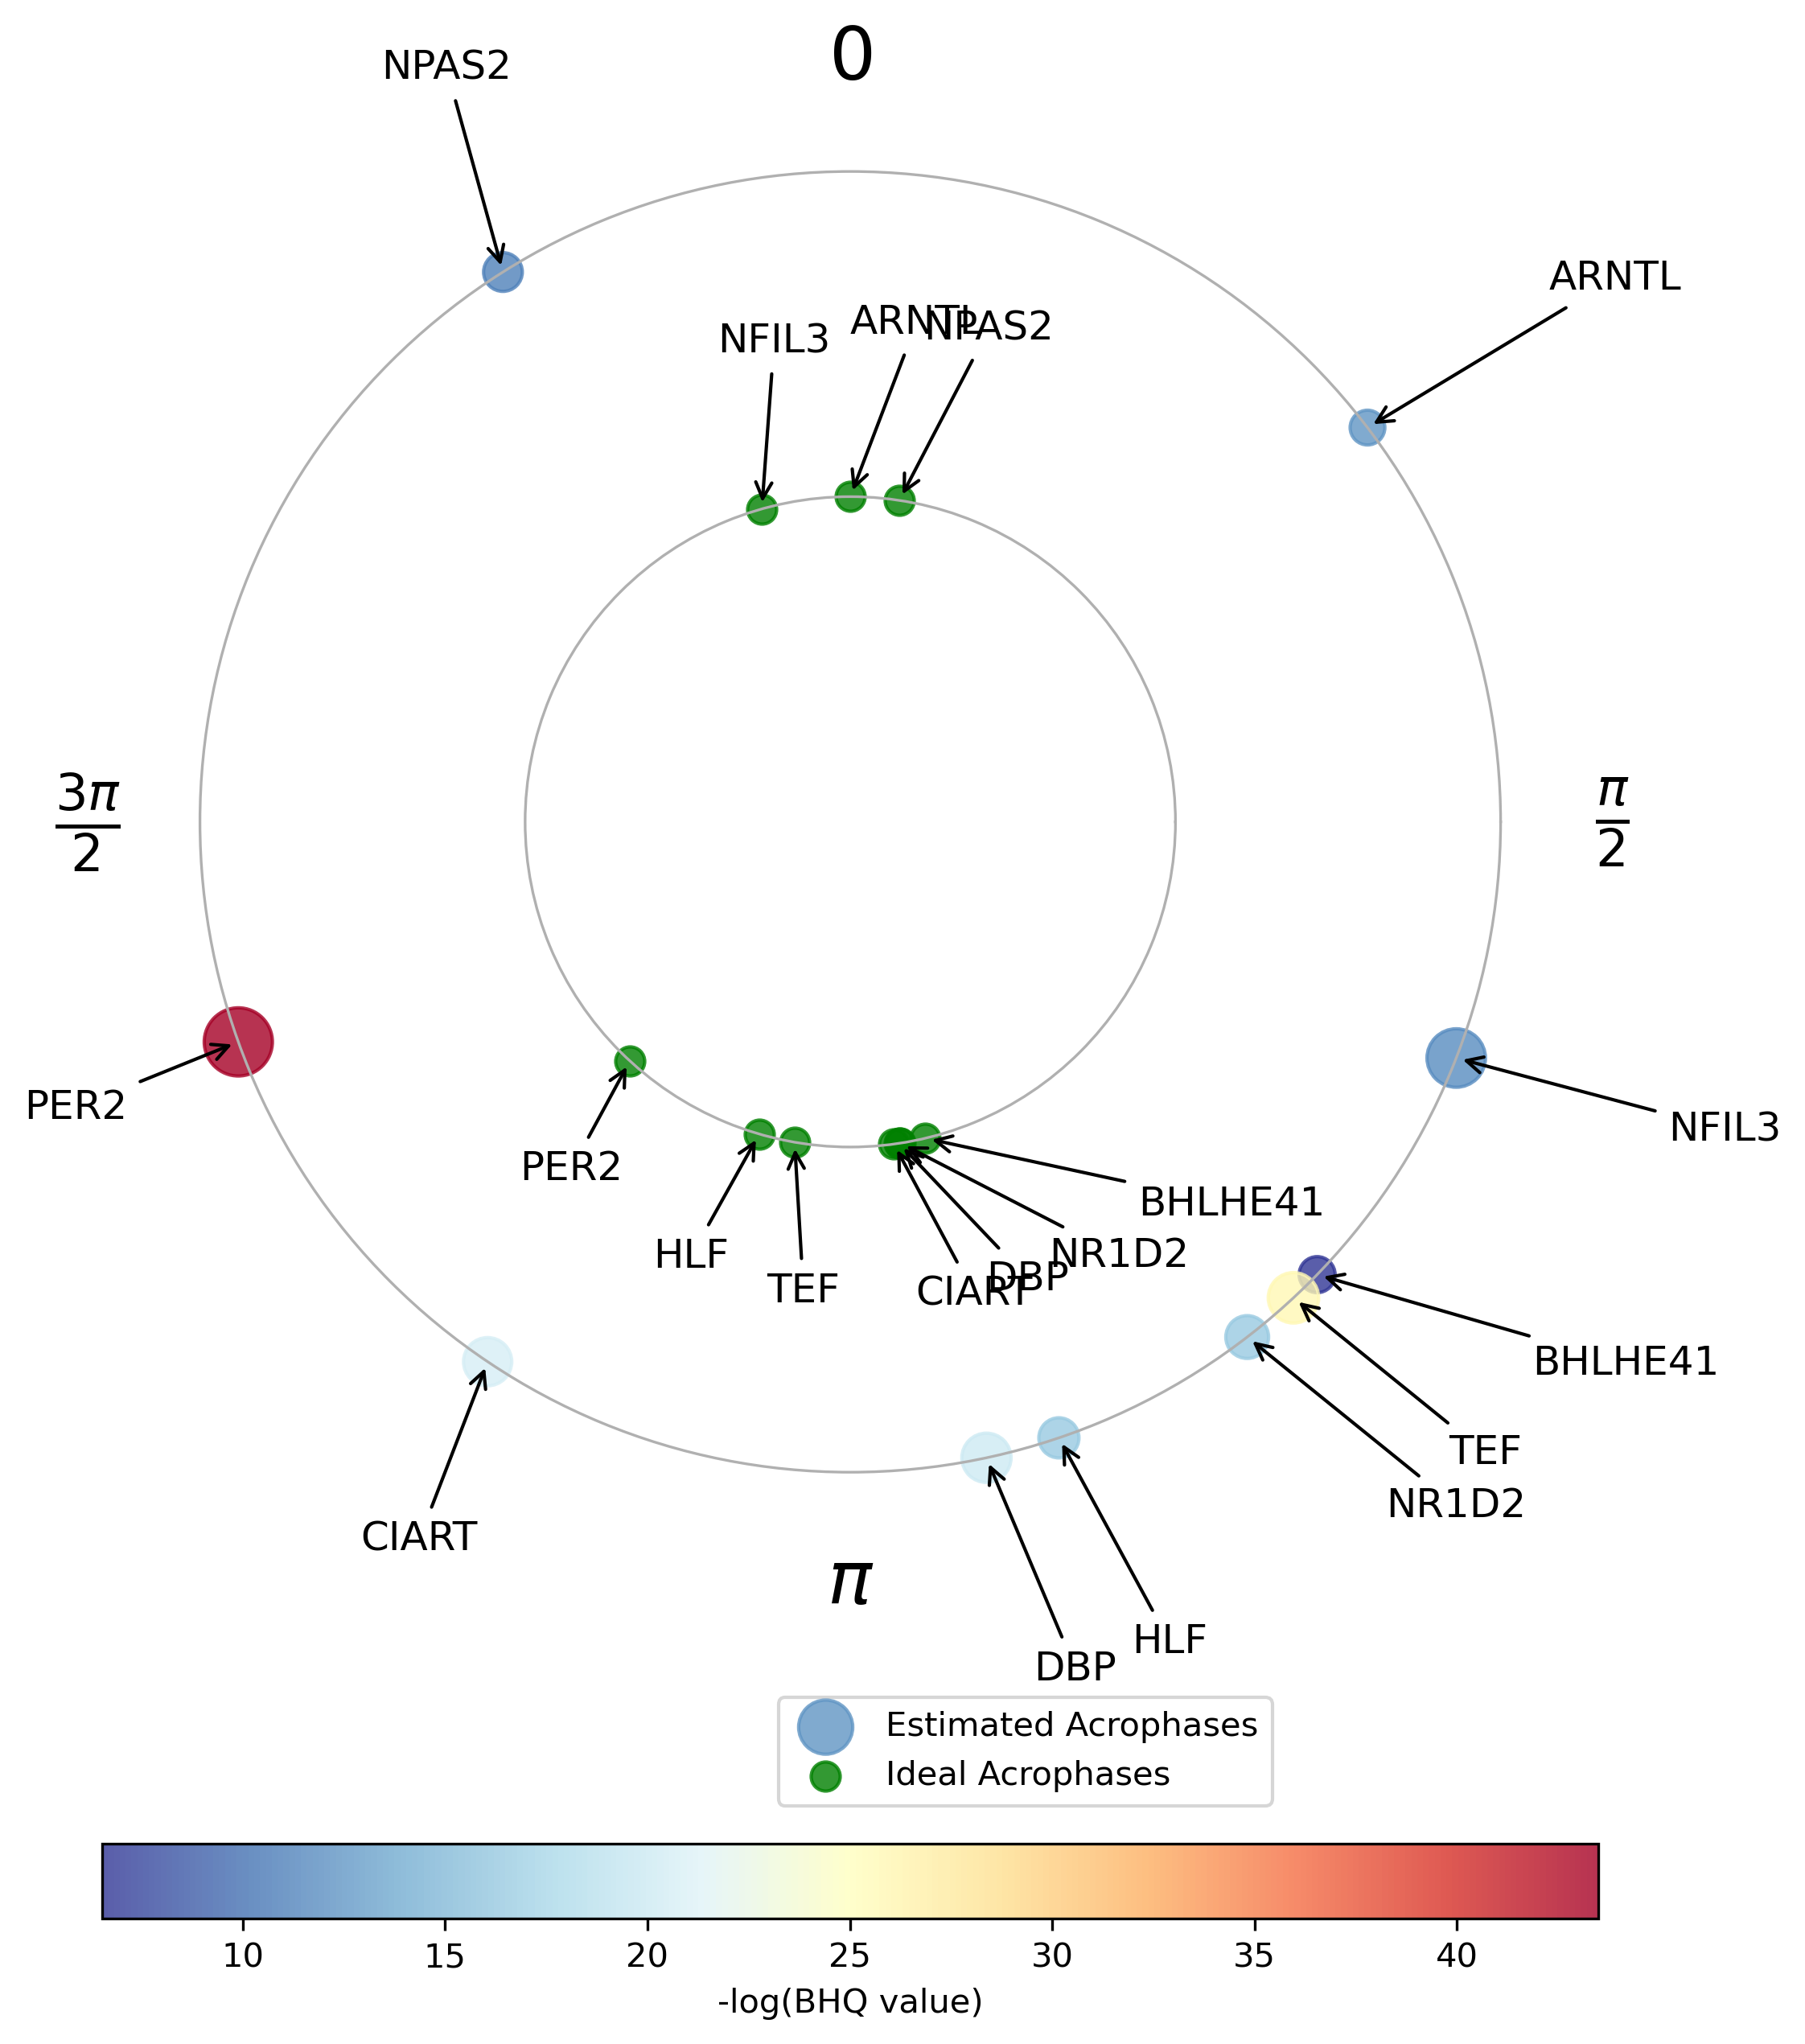 0
NPAS2
ARNTL
ARNTL
NPAS2
NFIL3
3π
2
π
2
PER2
NFIL3
PER2
BHLHE41
HLF
NR1D2
TEF
DBP
CIART
BHLHE41
TEF
NR1D2
CIART
π
HLF
DBP
Estimated Acrophases
Ideal Acrophases
10 15 20 25 30 35 40
-log(BHQ value)